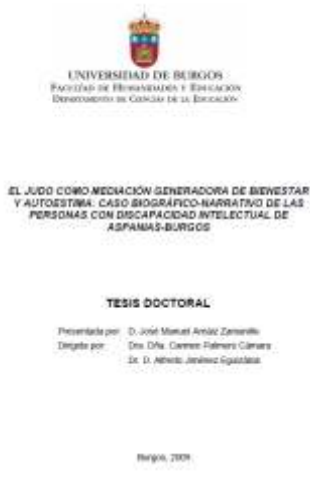 UNIVERSIDAD DE BURGOS
FACULTAD DE HUMANIDADES Y EDUCACIÓN
DEPARTAMENTO DE CIENCIAS DE LA EDUCACIÓN
EL JUDO COMO MEDIACIÓN GENERADORA DE BIENESTAR
Y AUTOESTIMA: CASO BIOGRÁFICO-NARRATIVO DE LAS
PERSONAS CON DISCAPACIDAD INTELECTUAL DE
ASPANIAS-BURGOS
TESIS DOCTORAL
Presentada por: D. José Manuel Arnáiz
Dirigida por: Dra. Dña. Carmen Palmero Cámara
Dr. D. Alfredo Jiménez
Burgos, 2009